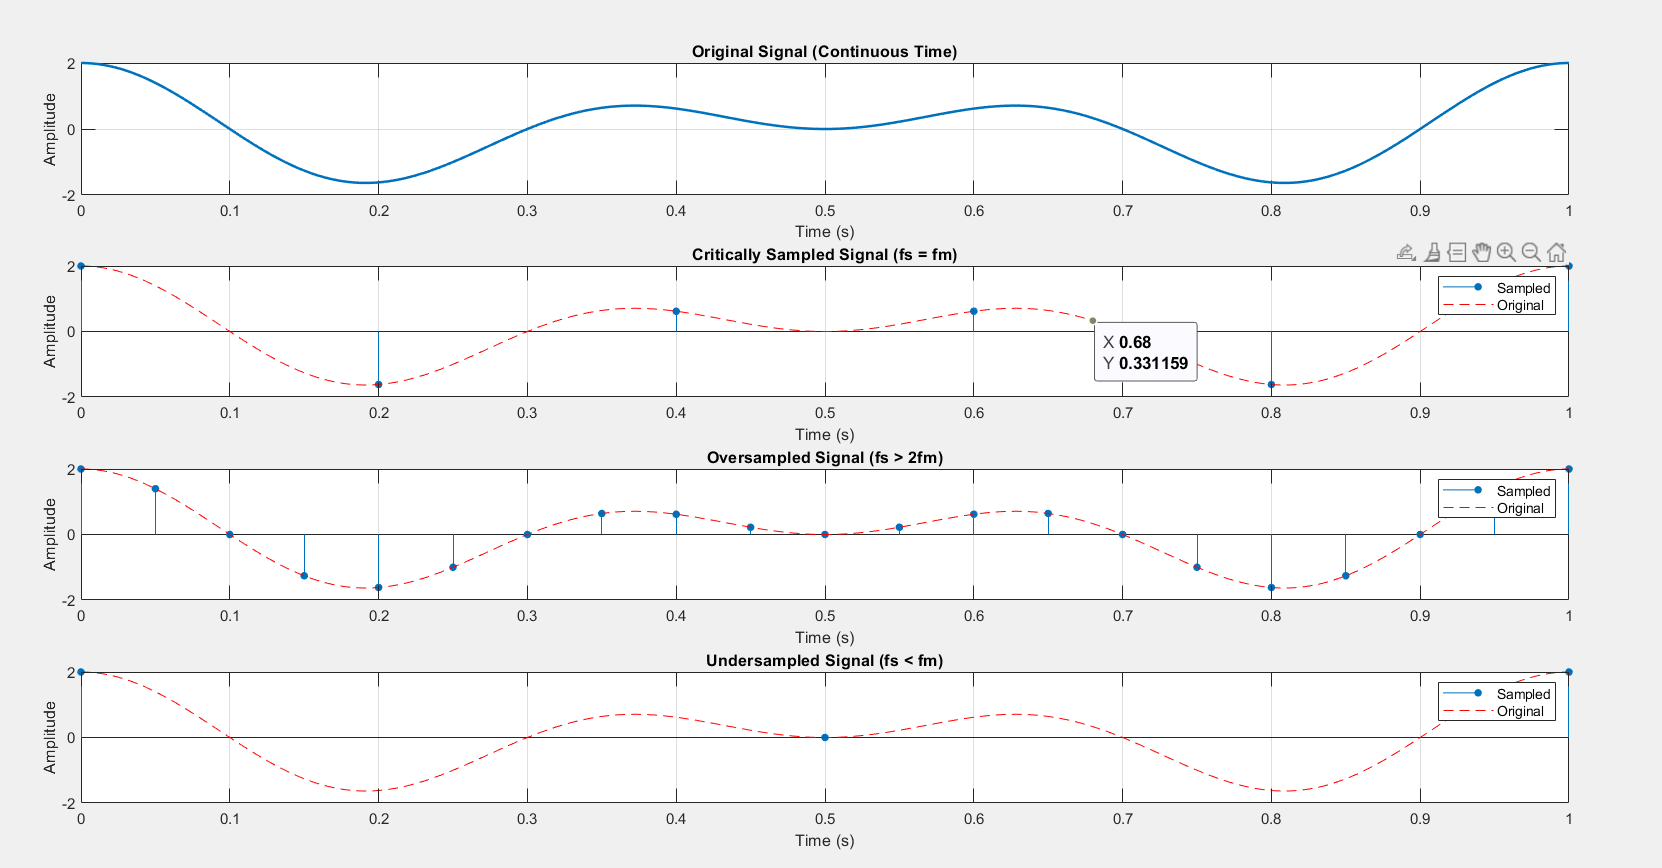 Original Signal (Continuous Time)
2
0
-2
Amplitude
0 0.1 0.2 0.3 0.4 0.5 0.6 0.7 0.8 0.9 1
Time (s)
Critically Sampled Signal (fs = fm)
2
0
-2
Amplitude
Sampled
Original
X 0.68
Y 0.331159
0 0.1 0.2 0.3 0.4 0.5 0.6 0.7 0.8 0.9 1
Time (s)
Oversampled Signal (fs > 2fm)
2
0
-2
Amplitude
Sampled
Original
0 0.1 0.2 0.3 0.4 0.5 0.6 0.7 0.8 0.9 1
Time (s)
Undersampled Signal (fs < fm)
2
0
-2
Amplitude
Sampled
Original
0 0.1 0.2 0.3 0.4 0.5 0.6 0.7 0.8 0.9 1
Time (s)